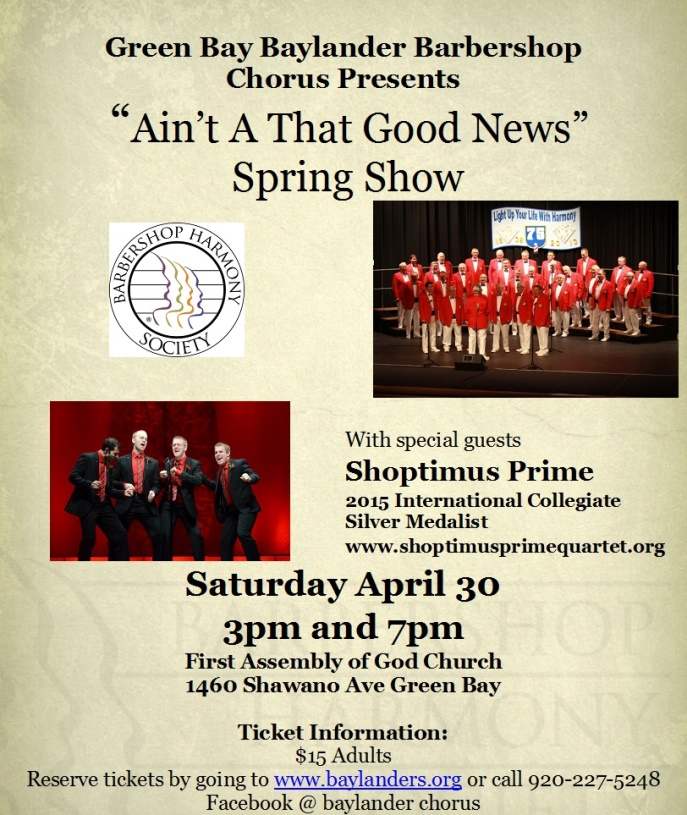 Green Bay Baylander Barbershop
Chorus Presents
“Ain’t A That Good News”
Spring Show
BARBERSHOP HARMONY
SOCIETY
®
Light Up Your Life With Harmony
75
With special guests
Shoptimus Prime
2015 International Collegiate
Silver Medalist
www.shoptimusprimequartet.org
Saturday April 30
3pm and 7pm
First Assembly of God Church
1460 Shawano Ave Green Bay
BARBERSHOP
HARMONY
Ticket Information:
$15 Adults
Reserve tickets by going to www.baylanders.org or call 920-227-5248
Facebook @ baylander chorus